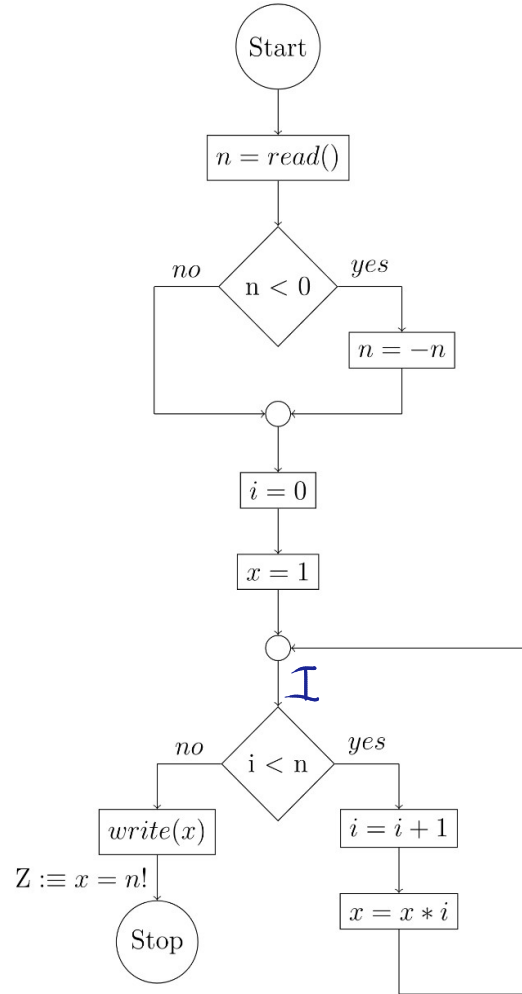 Start
n = read()
no
yes
n < 0
n = −n
i = 0
x = 1
I
no
yes
i < n
write(x)
i = i + 1
Z :≡ x = n!
x = x ∗ i
Stop